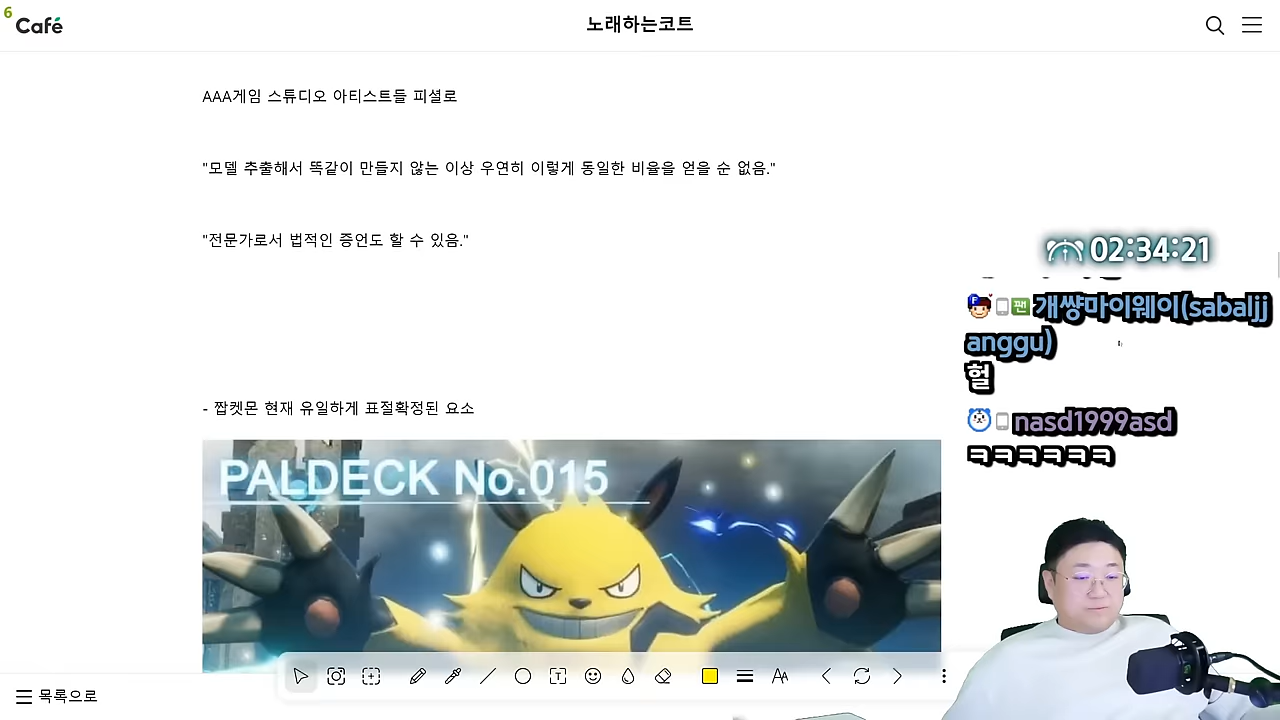 6
Café
노래하는코트
AAA게임 스튜디오 아티스트들 피셜로
"모델 추출해서 똑같이 만들지 않는 이상 우연히 이렇게 동일한 비율을 얻을 순 없음."
"전문가로서 법적인 증언도 할 수 있음."
02:34:21
F 팬 개썅마이웨이(sabaljj
anggu)
헐
nasd1999asd
ㅋㅋㅋㅋㅋㅋ
- 짭켓몬 현재 유일하게 표절확정된 요소
PALDECK No.015
목록으로